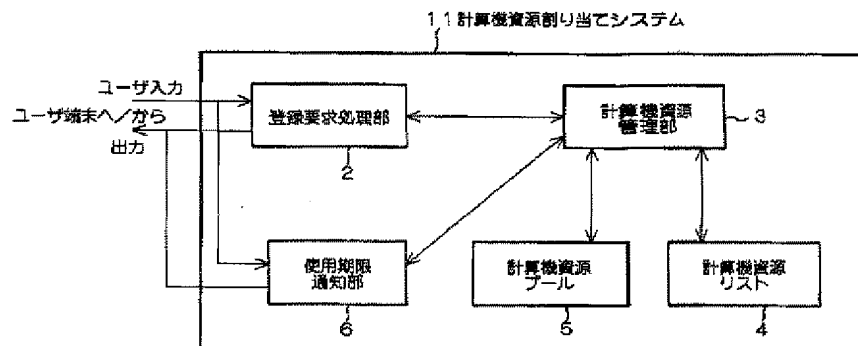 11計算機資源割り当てシステム
ユーザ入力
ユーザ端末へ/から
出力
登録要求処理部
2
計算機資源
管理部
3
使用期限
通知部
6
計算機資源
プール
5
計算機資源
リスト
4